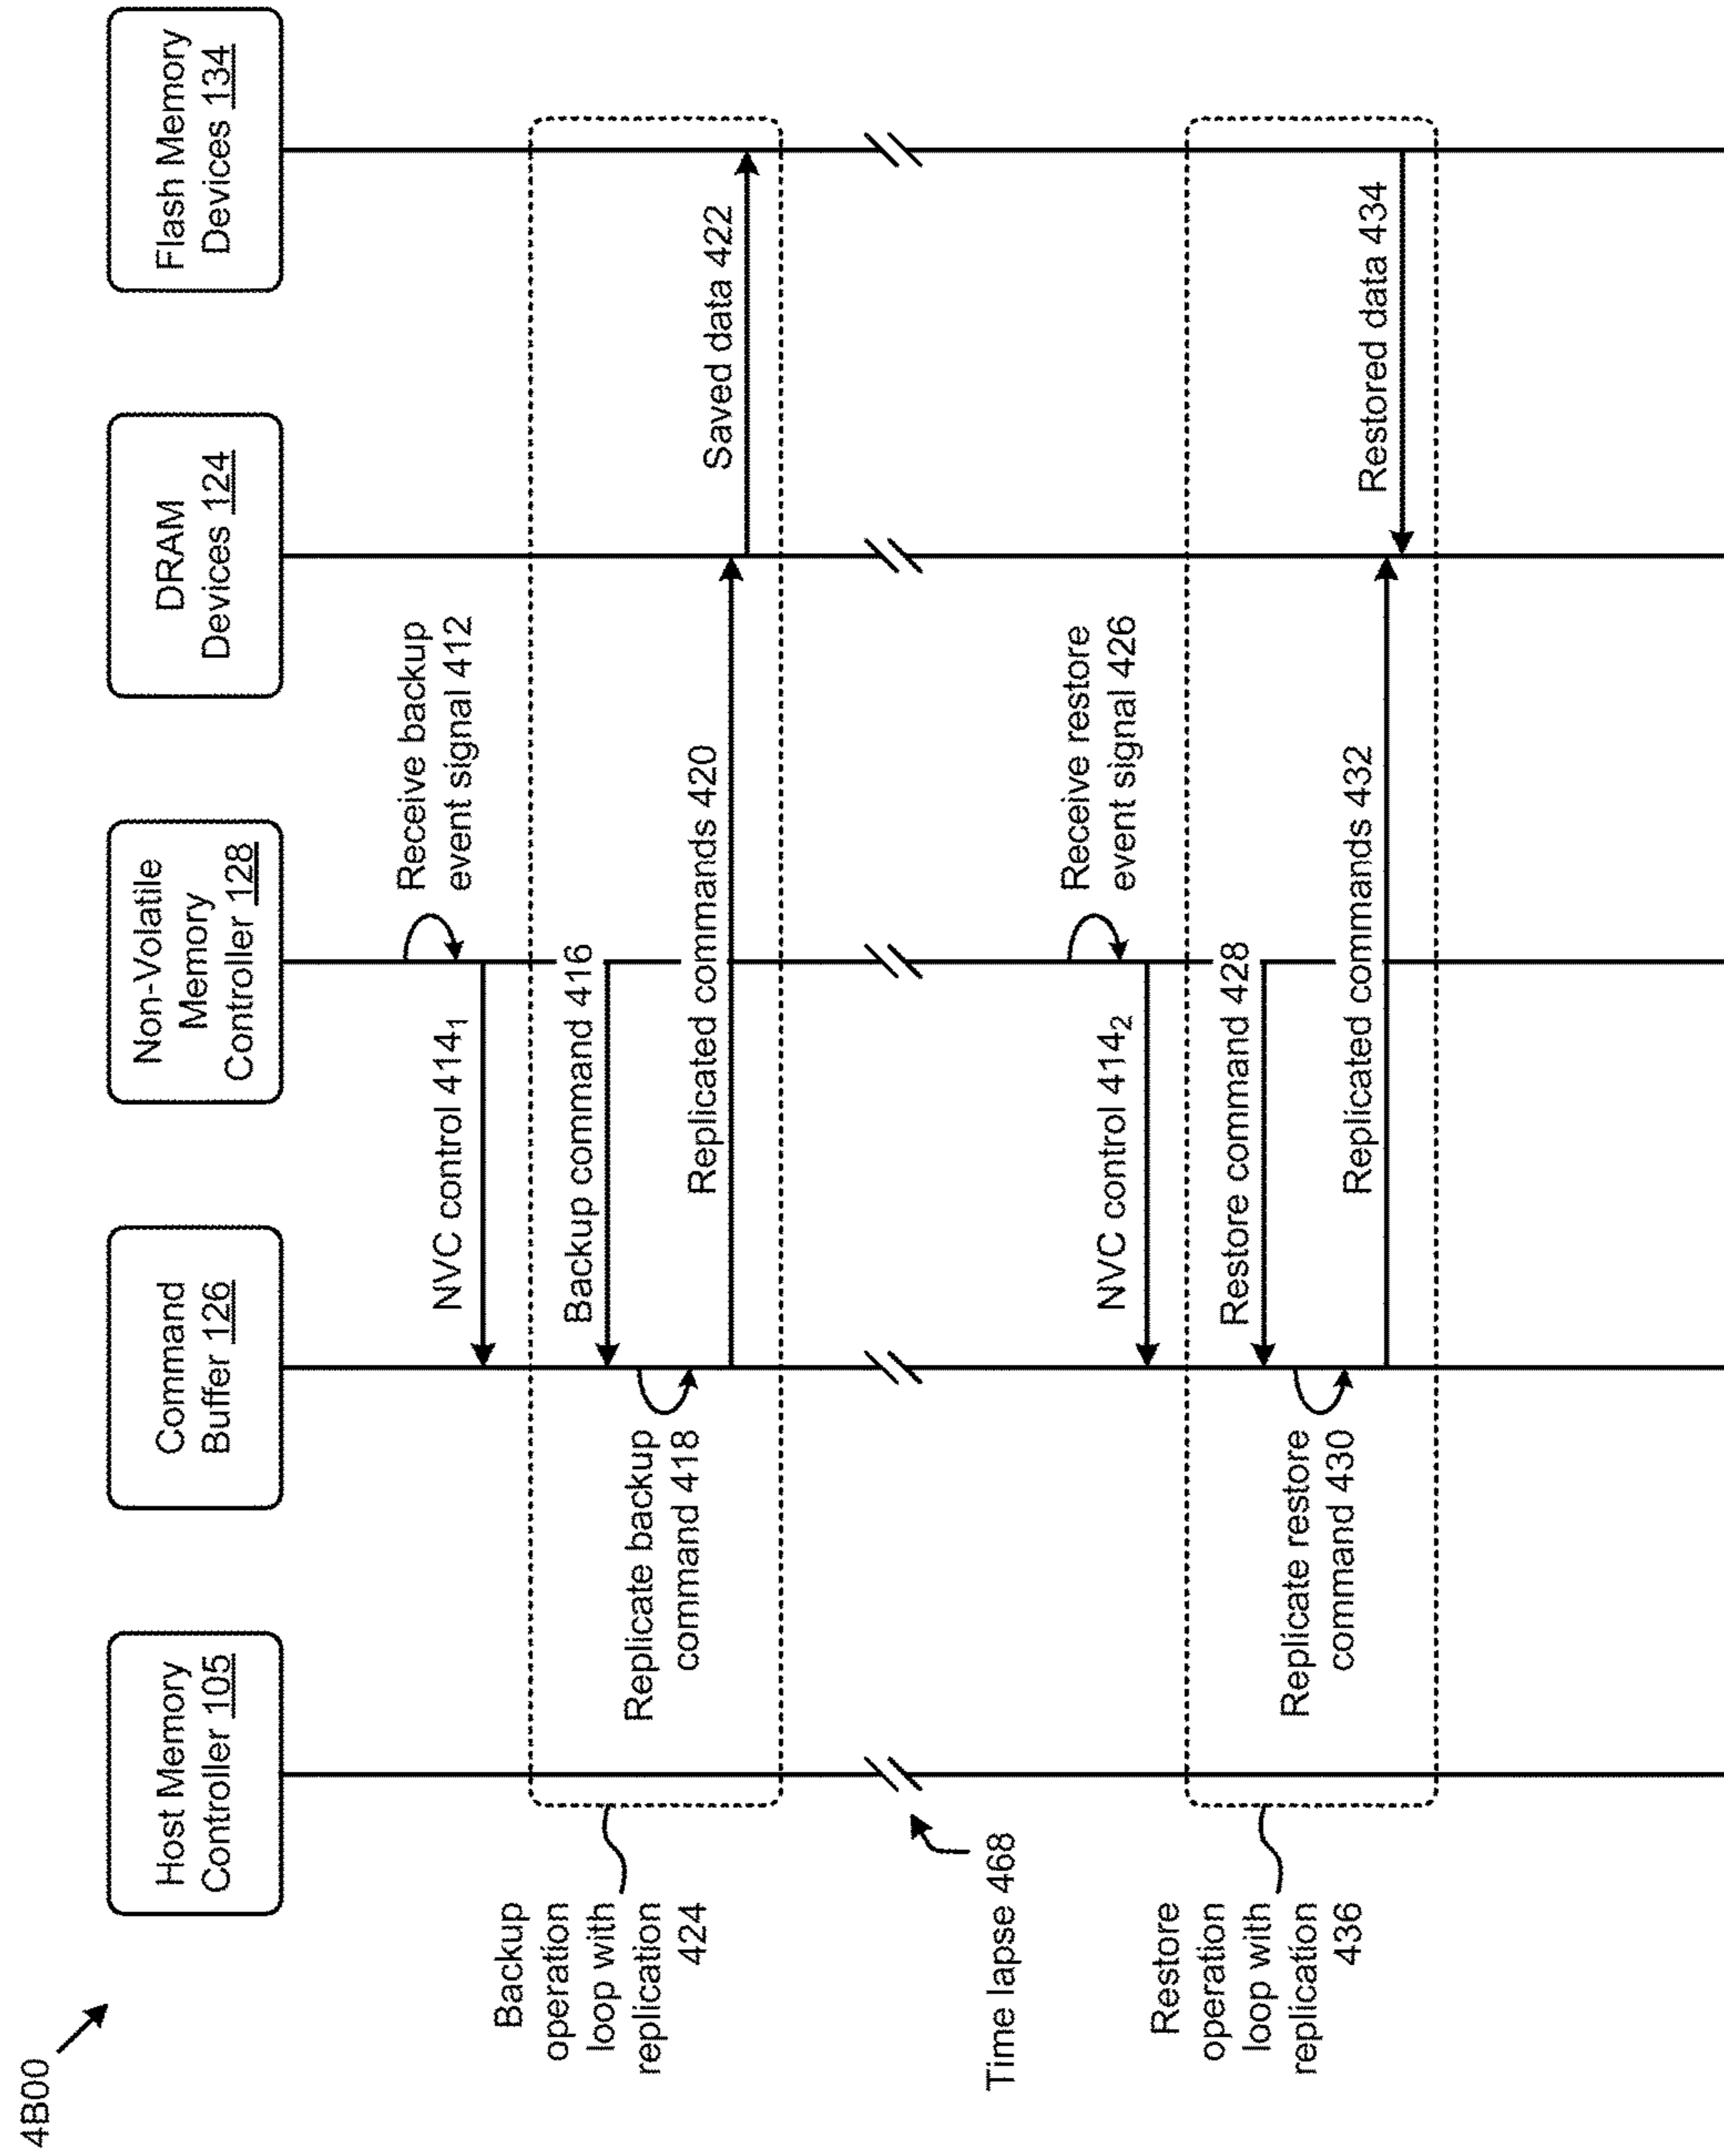 4B00
Host Memory
Controller 105
Command
Buffer 126
Non-Volatile
Memory
Controller 128
DRAM
Devices 124
Flash Memory
Devices 134
Receive backup
event signal 412
NVC control 414₁
Backup
operation
loop with
replication
424
Backup command 416
Replicate backup
command 418
Replicated commands 420
Saved data 422
Time lapse 468
Receive restore
event signal 426
NVC control 414₂
Restore
operation
loop with
replication
436
Restore command 428
Replicate restore
command 430
Replicated commands 432
Restored data 434